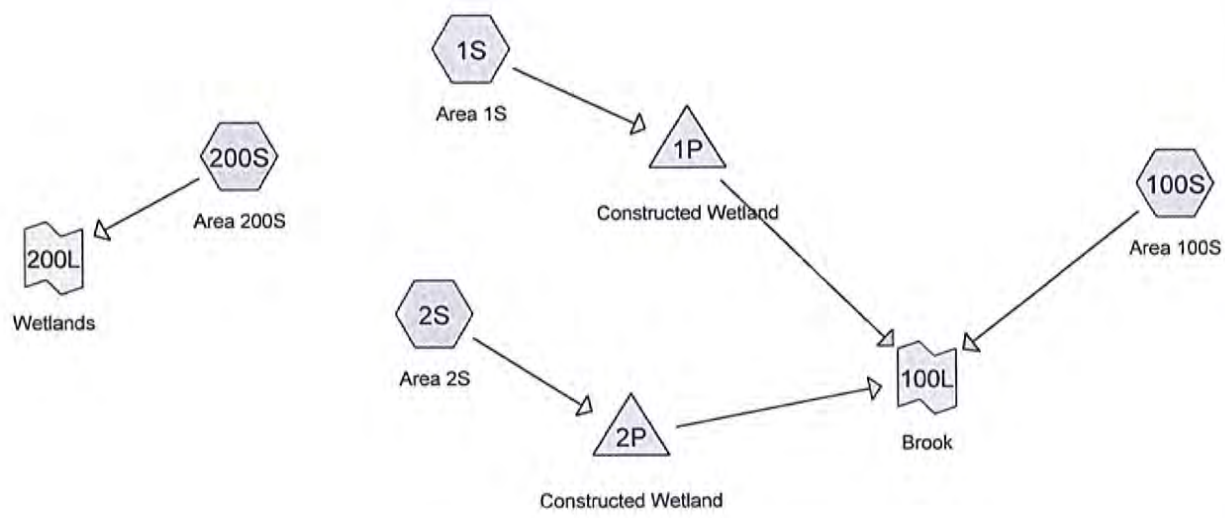 1S
Area 1S
1P
Constructed Wetland
200S
Area 200S
100S
Area 100S
200L
Wetlands
2S
Area 2S
100L
Brook
2P
Constructed Wetland